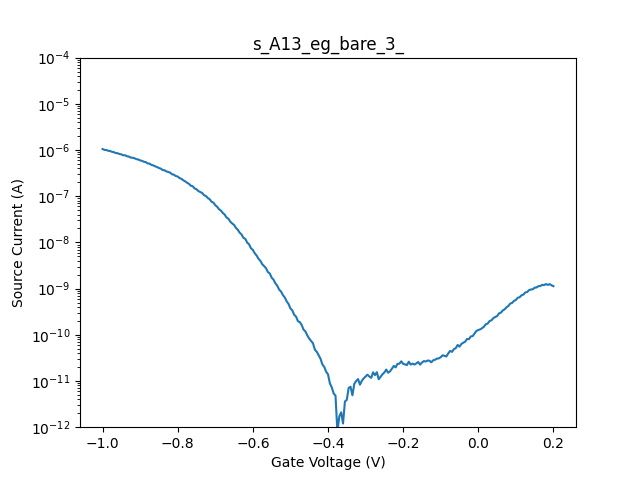 s_A13_eg_bare_3_
Source Current (A)
10⁻⁴
10⁻⁵
10⁻⁶
10⁻⁷
10⁻⁸
10⁻⁹
10⁻¹⁰
10⁻¹¹
10⁻¹²
−1.0 −0.8 −0.6 −0.4 −0.2 0.0 0.2
Gate Voltage (V)